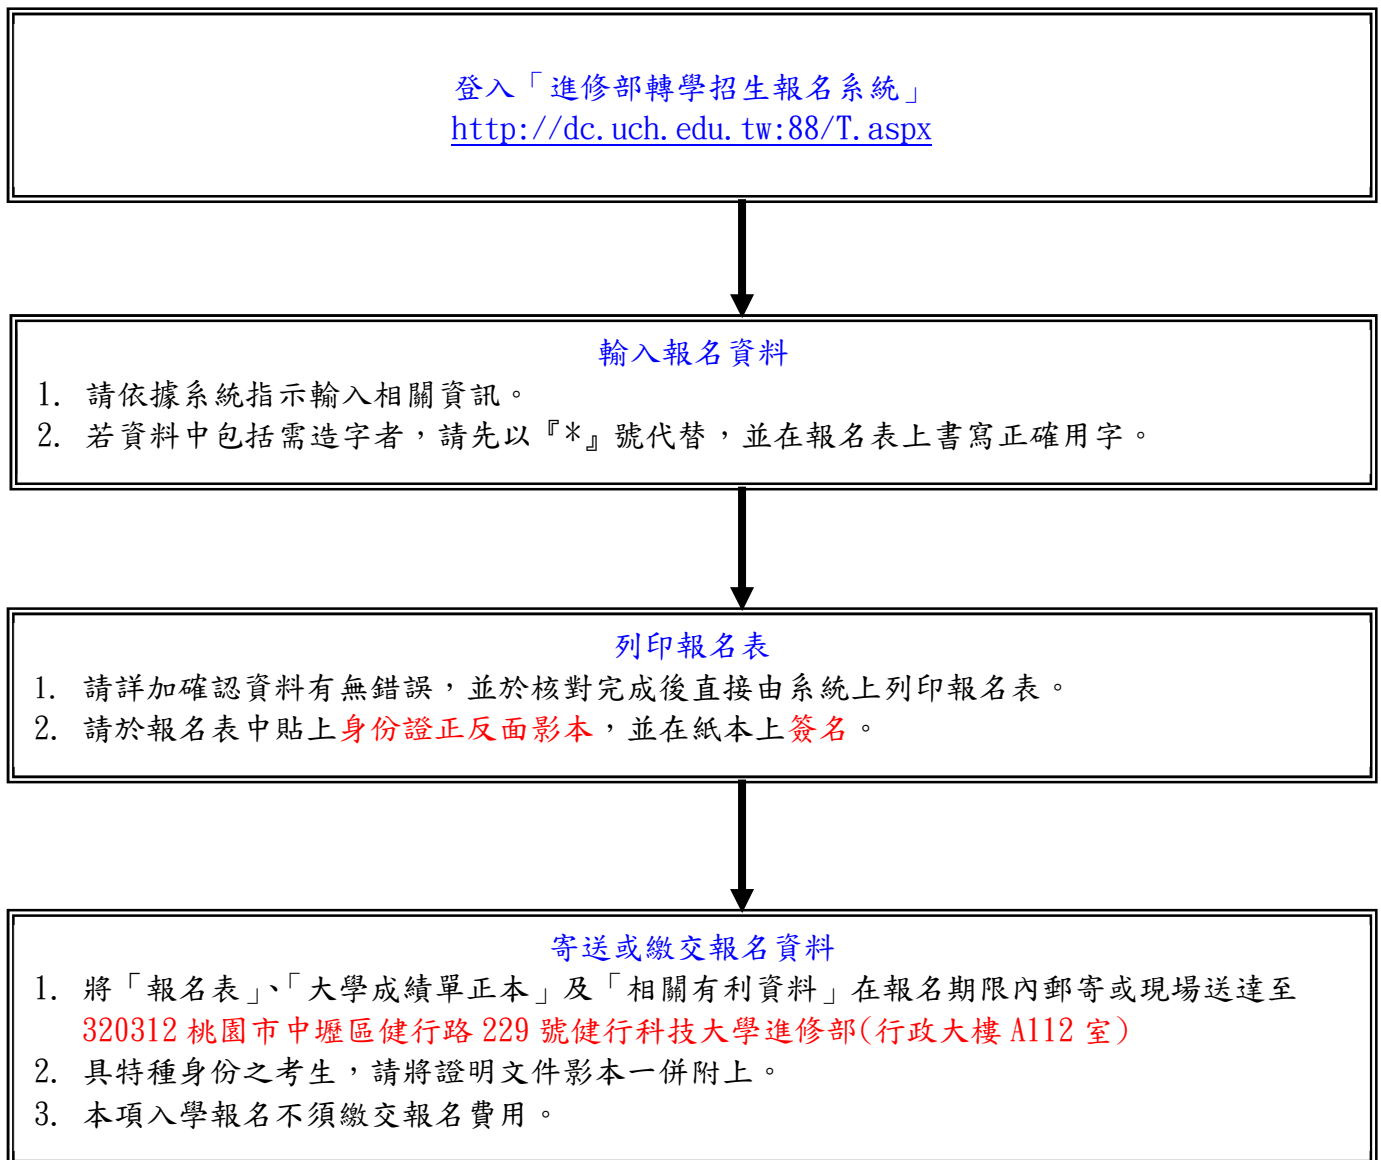 登入「進修部轉學招生報名系統」
http://dc.uch.edu.tw:88/T.aspx
輸入報名資料
1. 請依據系統指示輸入相關資訊。
2. 若資料中包括需造字者，請先以『*』號代替，並在報名表上書寫正確用字。
列印報名表
1. 請詳加確認資料有無錯誤，並於核對完成後直接由系統上列印報名表。
2. 請於報名表中貼上身份證正反面影本，並在紙本上簽名。
寄送或繳交報名資料
1. 將「報名表」、「大學成績單正本」及「相關有利資料」在報名期限內郵寄或現場送達至
320312 桃園市中壢區健行路 229 號健行科技大學進修部(行政大樓 A112 室)
2. 具特種身份之考生，請將證明文件影本一併附上。
3. 本項入學報名不須繳交報名費用。